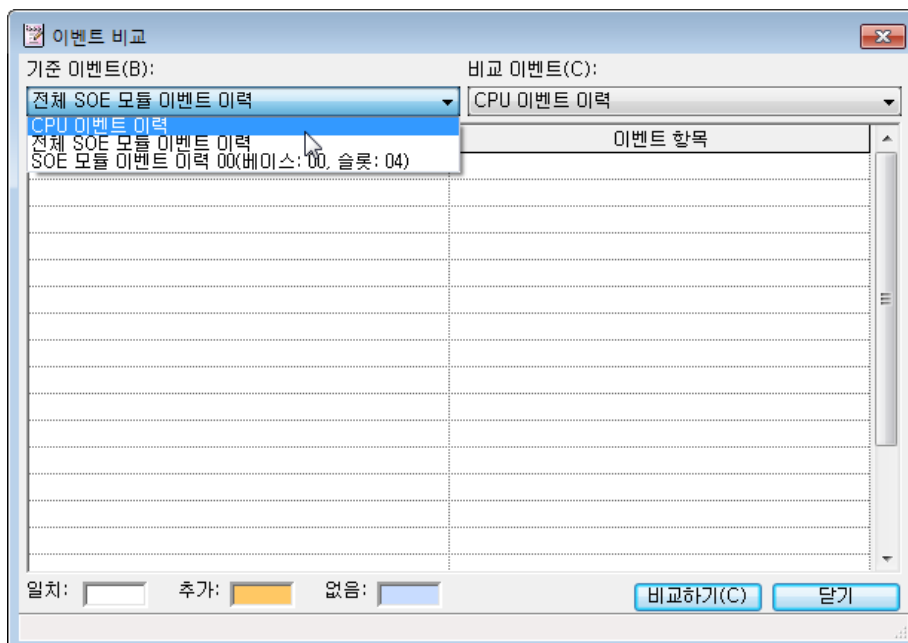 이벤트 비교
기준 이벤트(B):
비교 이벤트(C):
전체 SOE 모듈 이벤트 이력
CPU 이벤트 이력
CPU 이벤트 이력
전체 SOE 모듈 이벤트 이력
SOE 모듈 이벤트 이력 00(베이스: 00, 슬롯: 04)
이벤트 항목
일치:
추가:
없음:
비교하기(C)
닫기